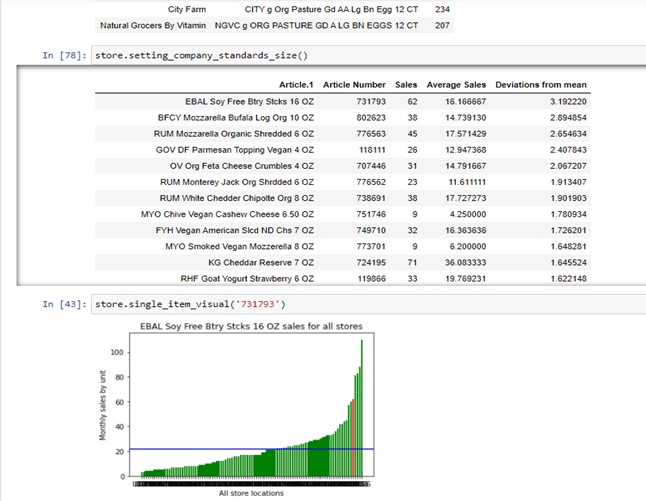 City Farm CITY g Org Pasture Gd AA Lg Bn Egg 12 CT 234
Natural Grocers By Vitamin NGVC g ORG PASTURE GD A LG BN EGGS 12 CT 207
In [78]: store.setting_company_standards_size()
Article.1 Article Number Sales Average Sales Deviations from mean
EBAL Soy Free Btry Stcks 16 OZ 731793 62 16.166667 3.192220
BFCY Mozzarella Bufala Log Org 10 OZ 802623 38 14.739130 2.894854
RUM Mozzarella Organic Shredded 6 OZ 776563 45 17.571429 2.654634
GOV DF Parmesan Topping Vegan 4 OZ 118111 26 12.947368 2.407843
OV Org Feta Cheese Crumbles 4 OZ 707446 31 14.791667 2.067207
RUM Monterey Jack Org Shrdded 6 OZ 776562 23 11.611111 1.913407
RUM White Chedder Chipolte Org 8 OZ 738691 38 17.727273 1.901903
MYO Chive Vegan Cashew Cheese 6.50 OZ 751746 9 4.250000 1.780934
FYH Vegan American Slcd ND Chs 7 OZ 749710 32 16.363636 1.726201
MYO Smoked Vegan Mozzerella 8 OZ 773701 9 6.200000 1.648281
KG Cheddar Reserve 7 OZ 724195 71 36.083333 1.645524
RHF Goat Yogurt Strawberry 6 OZ 119866 33 19.769231 1.622148
In [43]: store.single_item_visual('731793')
EBAL Soy Free Btry Stcks 16 OZ sales for all stores
Monthly sales by unit
100
80
60
40
20
0
All store locations